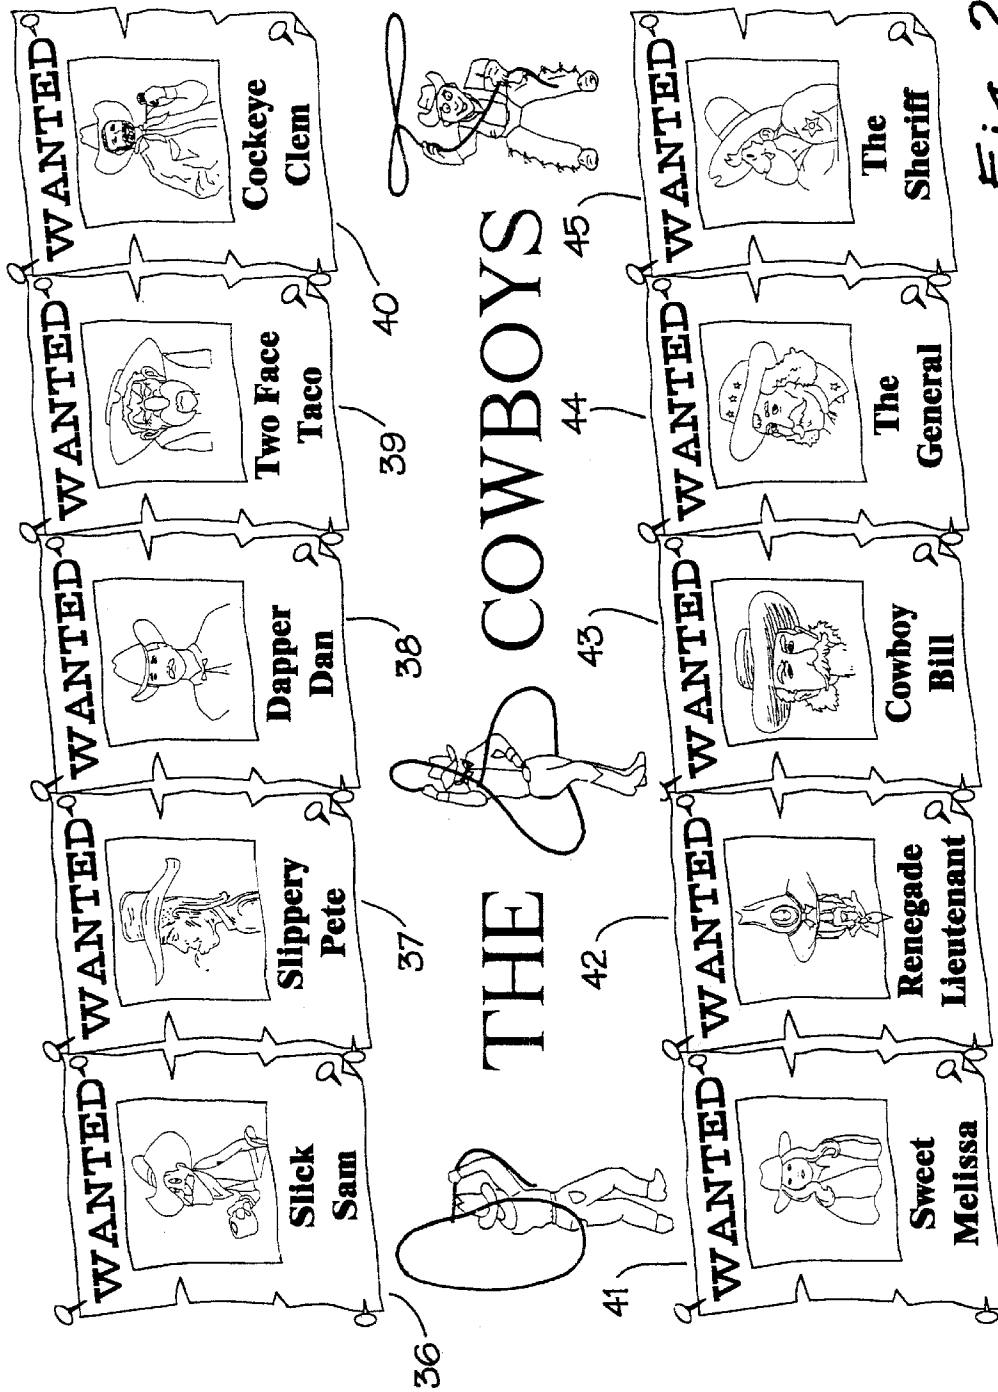 WANTED
Slick
Sam
36
WANTED
Slippery
Pete
37
WANTED
Dapper
Dan
38
WANTED
Two Face
Taco
39
WANTED
Cockeye
Clem
40
THE COWBOYS
41
WANTED
Sweet
Melissa
42
WANTED
Renegade
Lieutenant
43
WANTED
Cowboy
Bill
44
WANTED
The
General
45
WANTED
The
Sheriff
Fig 2